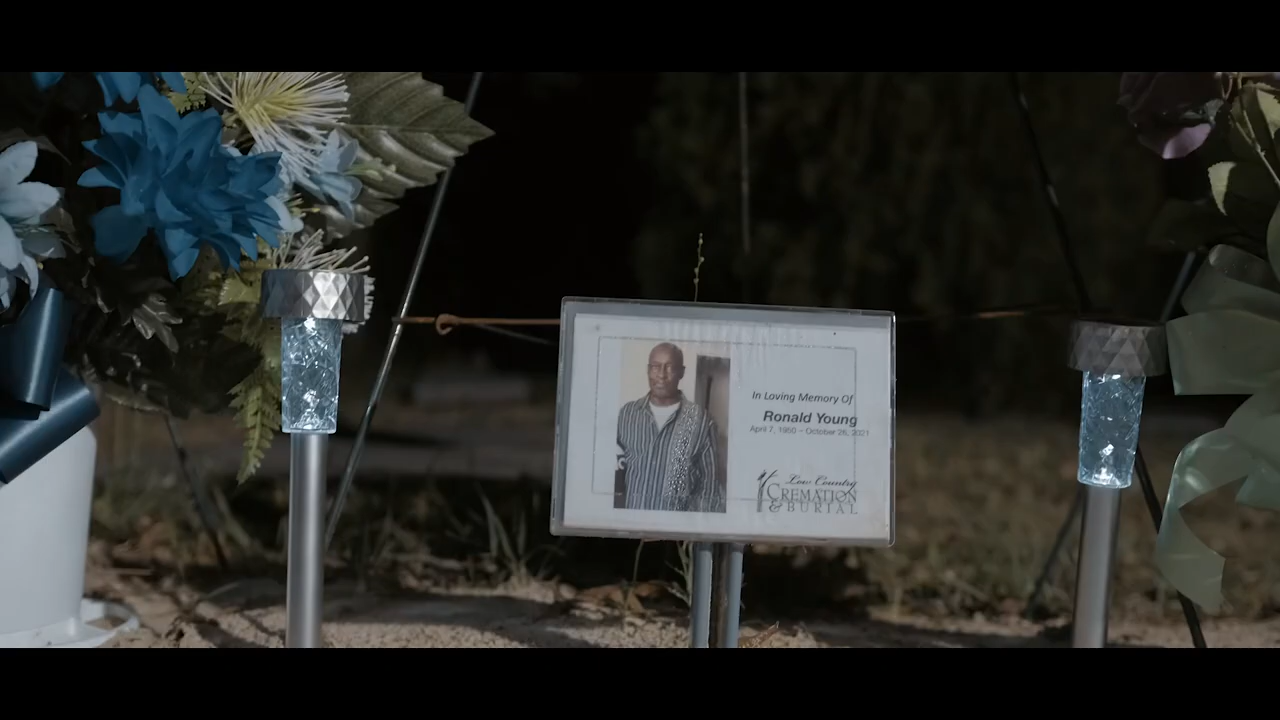 In Loving Memory Of
Ronald Young
April 7, 1950 - October 26, 2021
Low Country
CREMATION
& BURIAL